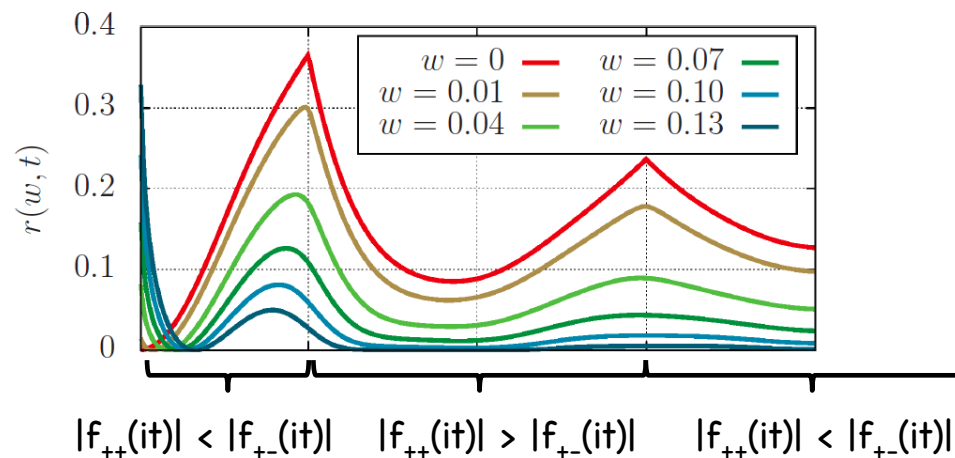 0.4
0.3
0.2
0.1
0
r(w, t)
w = 0
w = 0.01
w = 0.04
w = 0.07
w = 0.10
w = 0.13
|f₊₊(it)| < |f₊₋(it)| |f₊₊(it)| > |f₊₋(it)| |f₊₊(it)| < |f₊₋(it)|